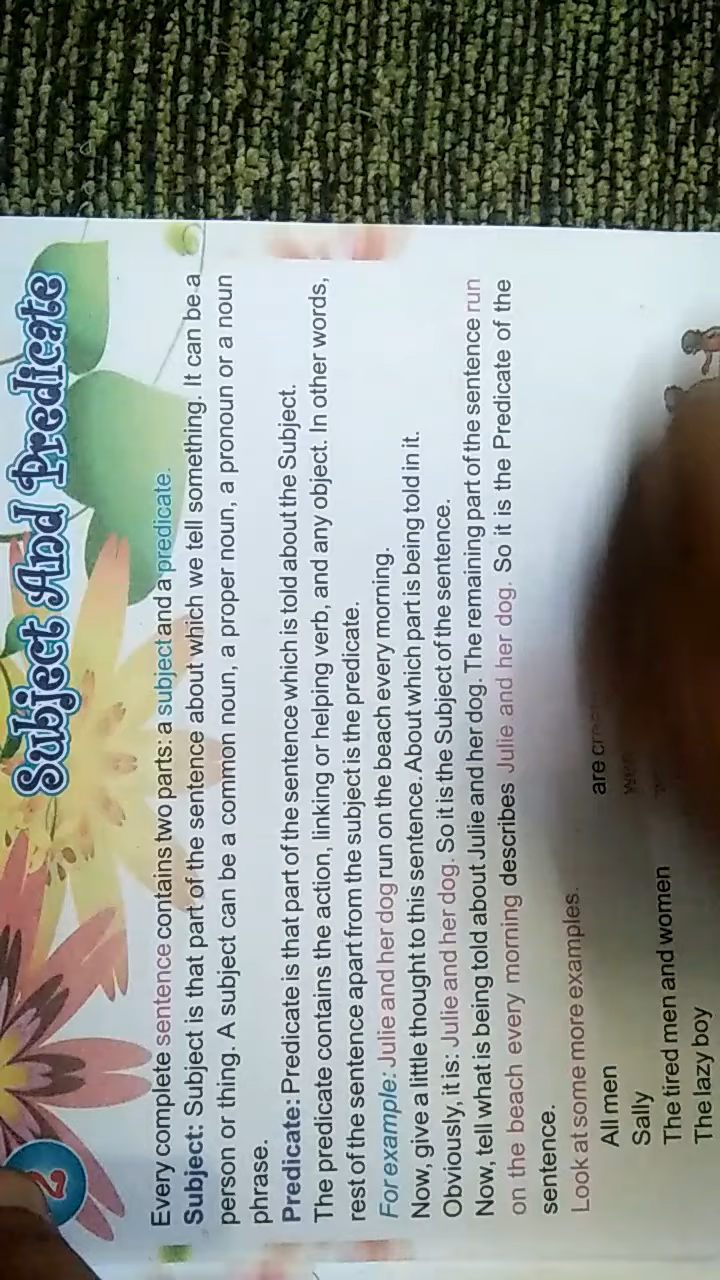 2
Subject And Predicate
Every complete sentence contains two parts: a subject and a predicate.
Subject: Subject is that part of the sentence about which we tell something. It can be a
person or thing. A subject can be a common noun, a proper noun, a pronoun or a noun
phrase.
Predicate: Predicate is that part of the sentence which is told about the Subject.
The predicate contains the action, linking or helping verb, and any object. In other words,
rest of the sentence apart from the subject is the predicate.
For example: Julie and her dog run on the beach every morning.
Now, give a little thought to this sentence. About which part is being told in it.
Obviously, it is: Julie and her dog. So it is the Subject of the sentence.
Now, tell what is being told about Julie and her dog. The remaining part of the sentence run
on the beach every morning describes Julie and her dog. So it is the Predicate of the
sentence.
Look at some more examples.
All men are
Sally
The tired men and women
The lazy boy